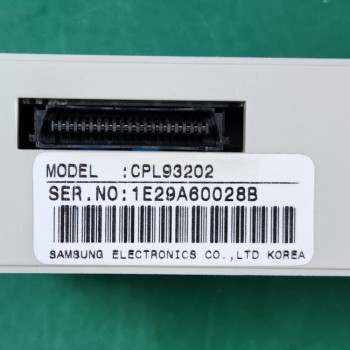 MODEL :CPL93202
SER.NO:1E29A60028B
SAMSUNG ELECTRONICS CO.,LTD KOREA